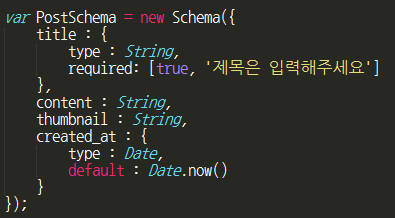 var PostSchema = new Schema({
    title : {
        type : String,
        required: [true, '제목은 입력해주세요']
    },
    content : String,
    thumbnail : String,
    created_at : {
        type : Date,
        default : Date.now()
    }
});